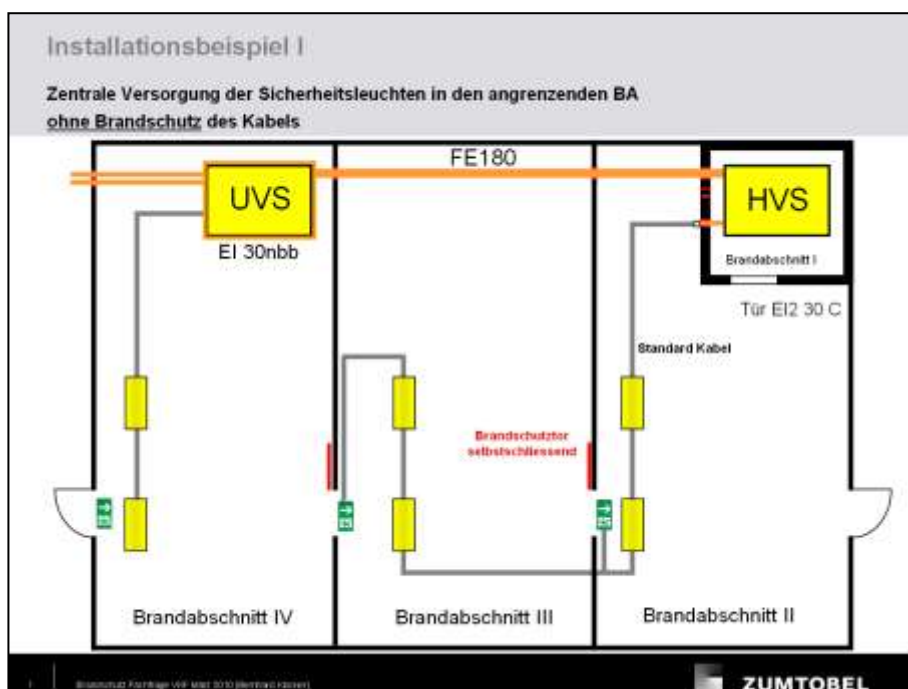 Installationsbeispiel I
Zentrale Versorgung der Sicherheitsleuchten in den angrenzenden BA
ohne Brandschutz des Kabels
FE180
UVS
HVS
EI 30nbb
Brandabschnitt I
Tür EI2 30 C
Standard Kabel
Brandschutztor
selbstschliessend
Brandabschnitt IV
Brandabschnitt III
Brandabschnitt II
ZUMTOBEL